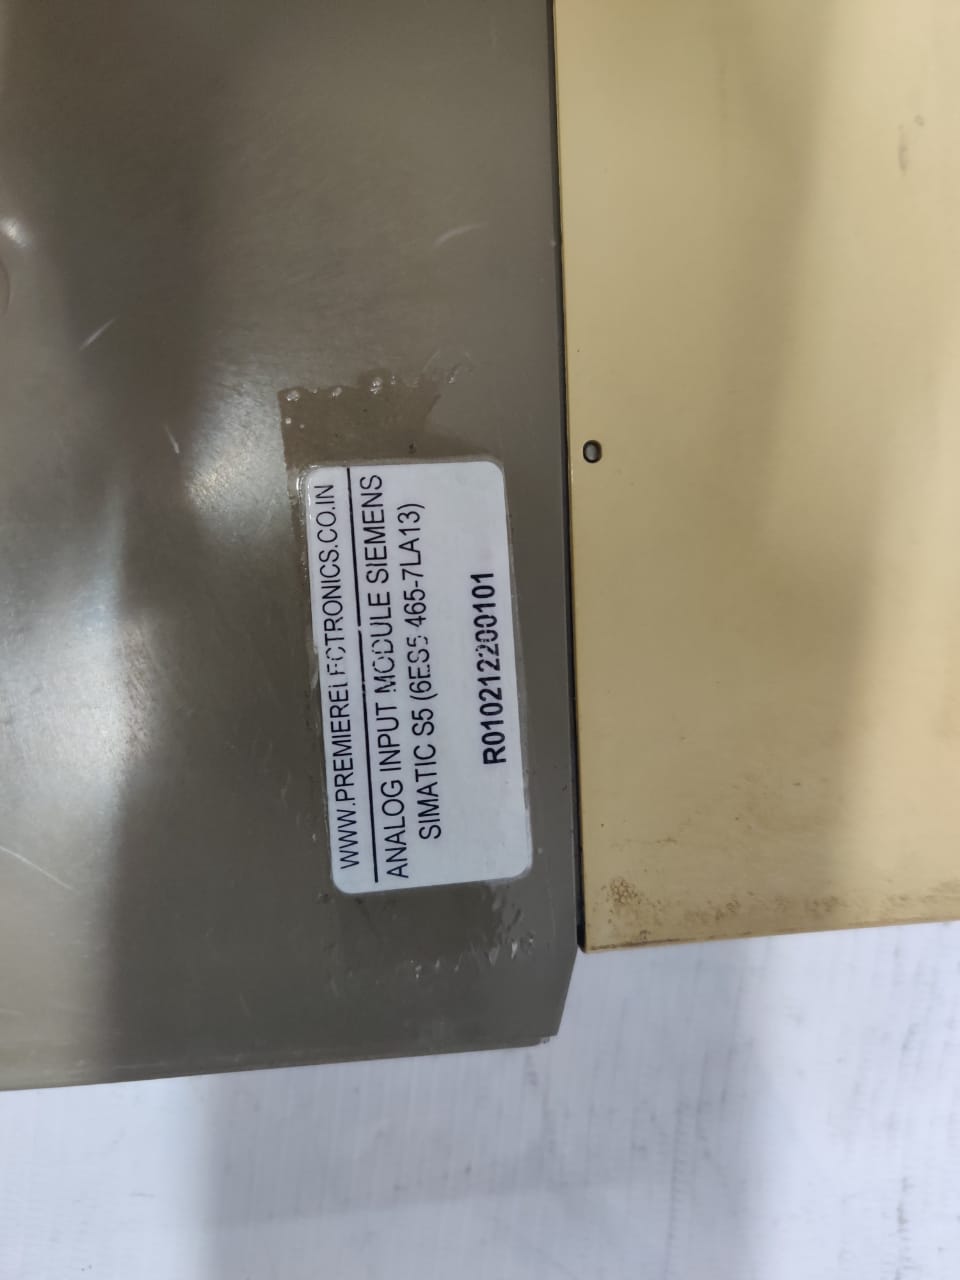 WWW.PREMIERELECTRONICS.CO.IN
ANALOG INPUT MODULE SIEMENS
SIMATIC S5 (6ES5 465-7LA13)
R010212200101